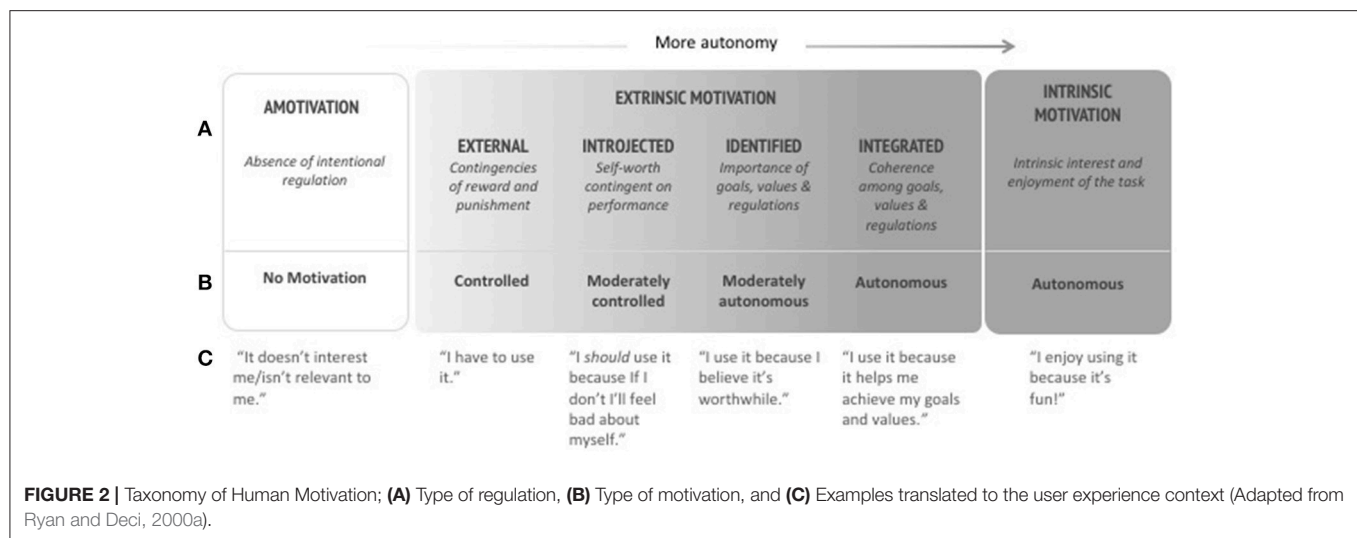 More autonomy
AMOTIVATION
Absence of intentional
regulation
EXTRINSIC MOTIVATION
EXTERNAL
Contingencies
of reward and
punishment
INTROJECTED
Self-worth
contingent on
performance
IDENTIFIED
Importance of
goals, values &
regulations
INTEGRATED
Coherence
among goals,
values &
regulations
INTRINSIC
MOTIVATION
Intrinsic interest and
enjoyment of the task
A
B
No Motivation
Controlled
Moderately
controlled
Moderately
autonomous
Autonomous
Autonomous
C
"It doesn't interest
me/isn't relevant to
me."
"I have to use
it."
"I should use it
because If I
don't I'll feel
bad about
myself."
"I use it because I
believe it's
worthwhile."
"I use it because
it helps me
achieve my goals
and values."
"I enjoy using it
because it's
fun!"
FIGURE 2 | Taxonomy of Human Motivation; (A) Type of regulation, (B) Type of motivation, and (C) Examples translated to the user experience context (Adapted from
Ryan and Deci, 2000a).